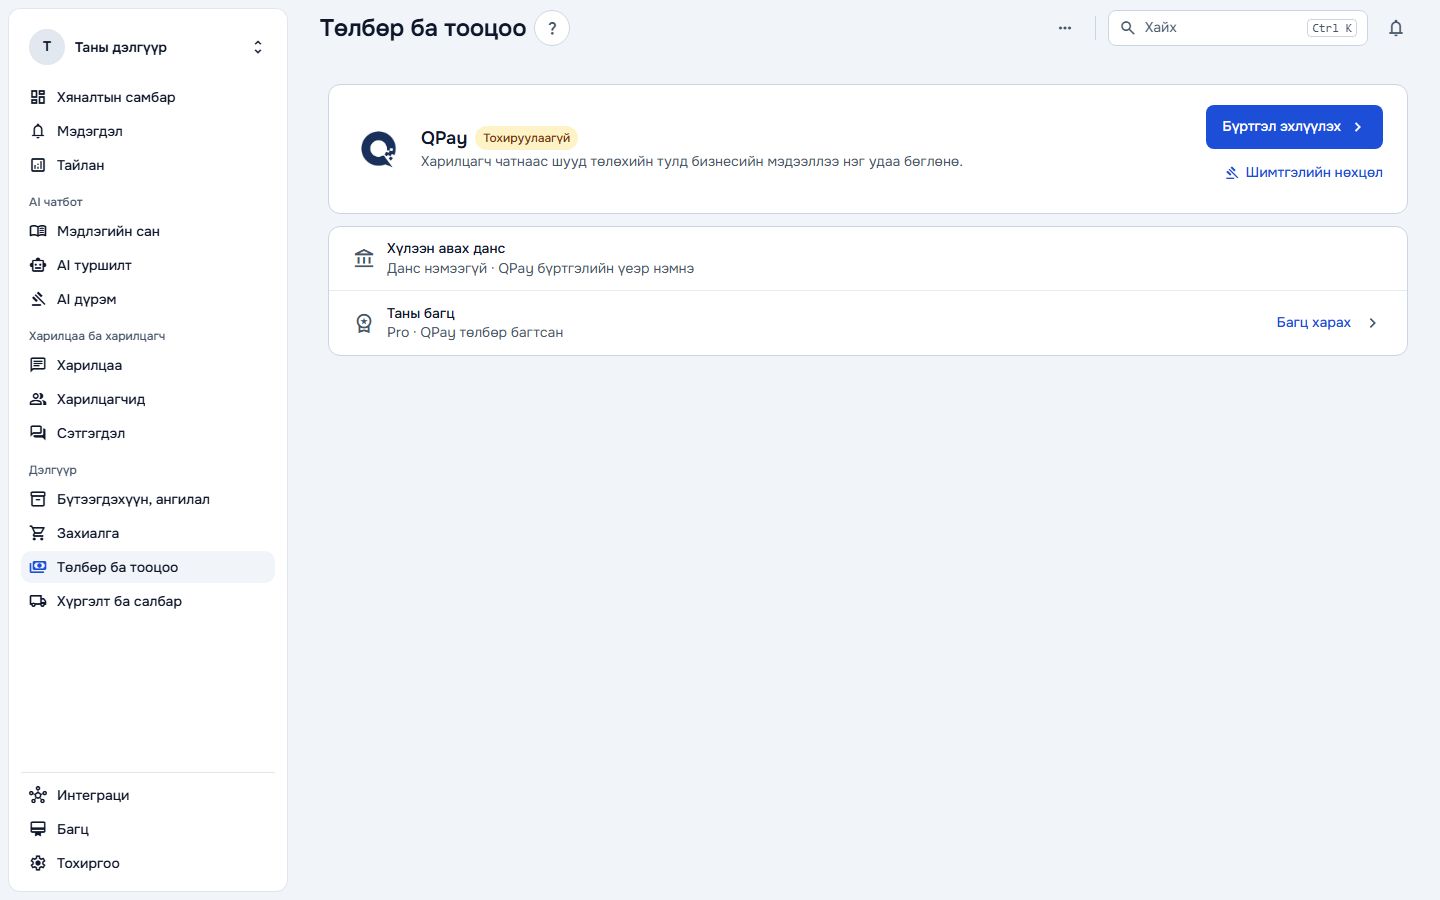 Т Таны дэлгүүр
Хяналтын самбар
Мэдэгдэл
Тайлан
AI чатбот
Мэдлэгийн сан
AI туршилт
AI дүрэм
Харилцаа ба харилцагч
Харилцаа
Харилцагчид
Сэтгэгдэл
Дэлгүүр
Бүтээгдэхүүн, ангилал
Захиалга
Төлбөр ба тооцоо
Хүргэлт ба салбар
Интеграци
Багц
Тохиргоо
Төлбөр ба тооцоо ?
Хайх Ctrl K
QPay Тохируулаагүй
Харилцагч чатнаас шууд төлөхийн тулд бизнесийн мэдээллээ нэг удаа бөглөнө.
Бүртгэл эхлүүлэх
Шимтгэлийн нөхцөл
Хүлээн авах данс
Данс нэмээгүй · QPay бүртгэлийн үеэр нэмнэ
Таны багц
Pro · QPay төлбөр багтсан
Багц харах